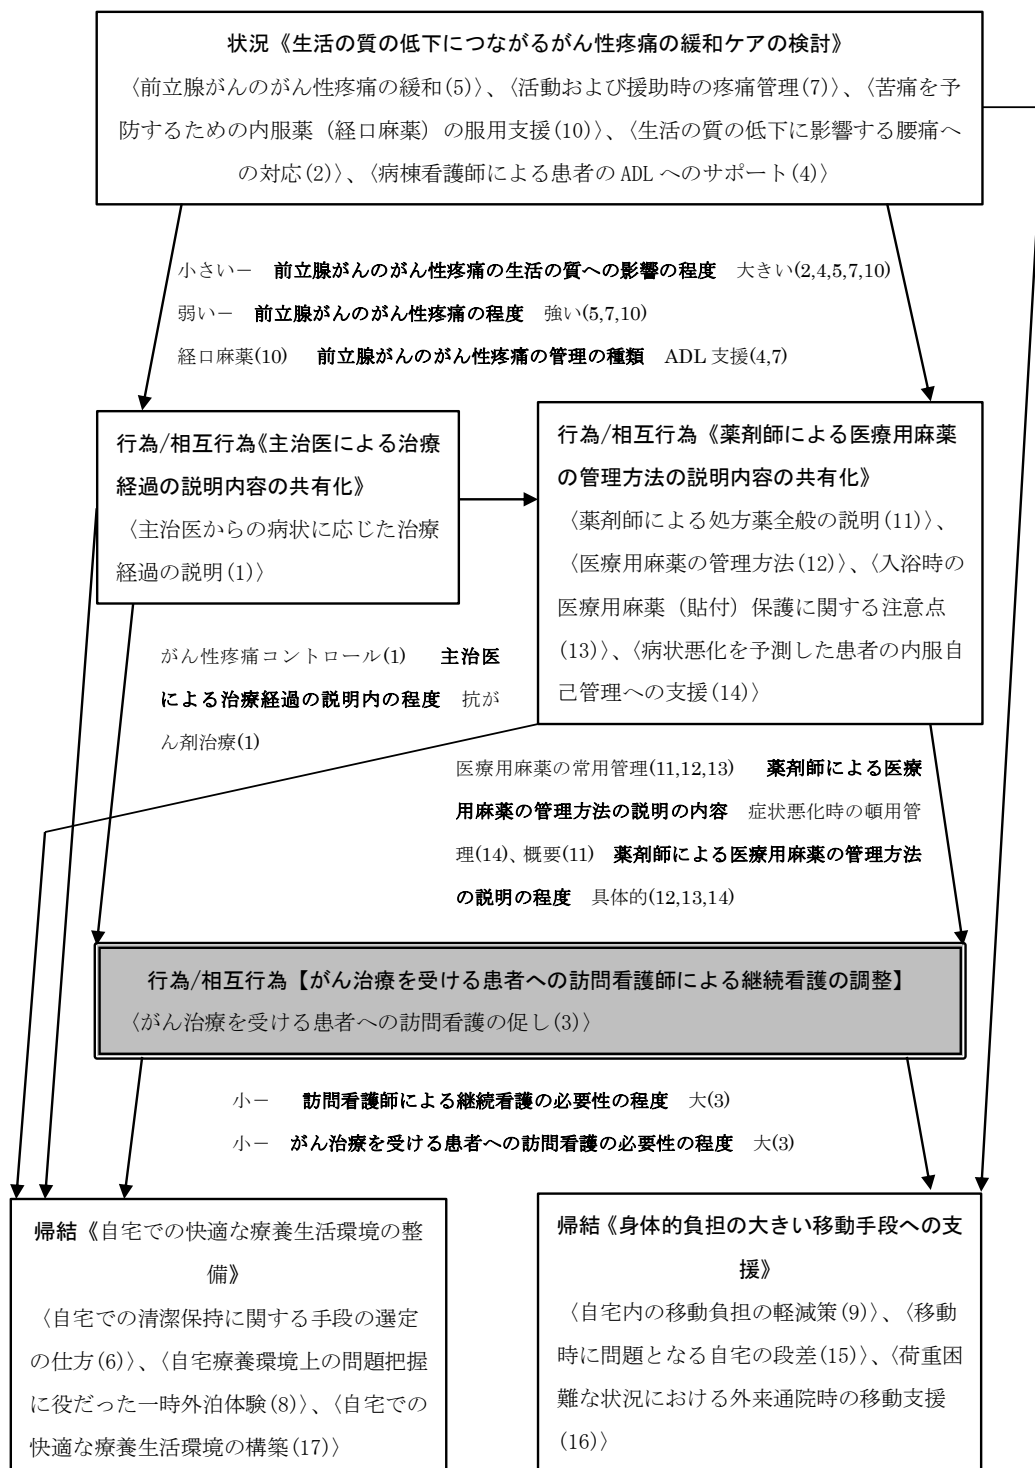 状況《生活の質の低下につながるがん性疼痛の緩和ケアの検討》
〈前立腺がんのがん性疼痛の緩和(5)〉、〈活動および援助時の疼痛管理(7)〉、〈苦痛を予
防するための内服薬（経口麻薬）の服用支援(10)〉、〈生活の質の低下に影響する腰痛へ
の対応(2)〉、〈病棟看護師による患者の ADL へのサポート(4)〉
小さい－　前立腺がんのがん性疼痛の生活の質への影響の程度　大きい(2,4,5,7,10)
弱い－　前立腺がんのがん性疼痛の程度　強い(5,7,10)
経口麻薬(10)　前立腺がんのがん性疼痛の管理の種類　ADL 支援(4,7)
行為/相互行為《主治医による治療
経過の説明内容の共有化》
〈主治医からの病状に応じた治療
経過の説明(1)〉
行為/相互行為《薬剤師による医療用麻薬
の管理方法の説明内容の共有化》
〈薬剤師による処方薬全般の説明(11)〉、
〈医療用麻薬の管理方法(12)〉、〈入浴時の
医療用麻薬（貼付）保護に関する注意点
(13)〉、〈病状悪化を予測した患者の内服自
己管理への支援(14)〉
がん性疼痛コントロール(1)　主治医
による治療経過の説明内の程度　抗が
ん剤治療(1)
医療用麻薬の常用管理(11,12,13)　薬剤師による医療
用麻薬の管理方法の説明の内容　症状悪化時の頓用管
理(14)、概要(11)　薬剤師による医療用麻薬の管理方法
の説明の程度　具体的(12,13,14)
行為/相互行為【がん治療を受ける患者への訪問看護師による継続看護の調整】
〈がん治療を受ける患者への訪問看護の促し(3)〉
小－　訪問看護師による継続看護の必要性の程度　大(3)
小－　がん治療を受ける患者への訪問看護の必要性の程度　大(3)
帰結《自宅での快適な療養生活環境の整
備》
〈自宅での清潔保持に関する手段の選定
の仕方(6)〉、〈自宅療養環境上の問題把握
に役だった一時外泊体験(8)〉、〈自宅での
快適な療養生活環境の構築(17)〉
帰結《身体的負担の大きい移動手段への支
援》
〈自宅内の移動負担の軽減策(9)〉、〈移動
時に問題となる自宅の段差(15)〉、〈荷重困
難な状況における外来通院時の移動支援
(16)〉